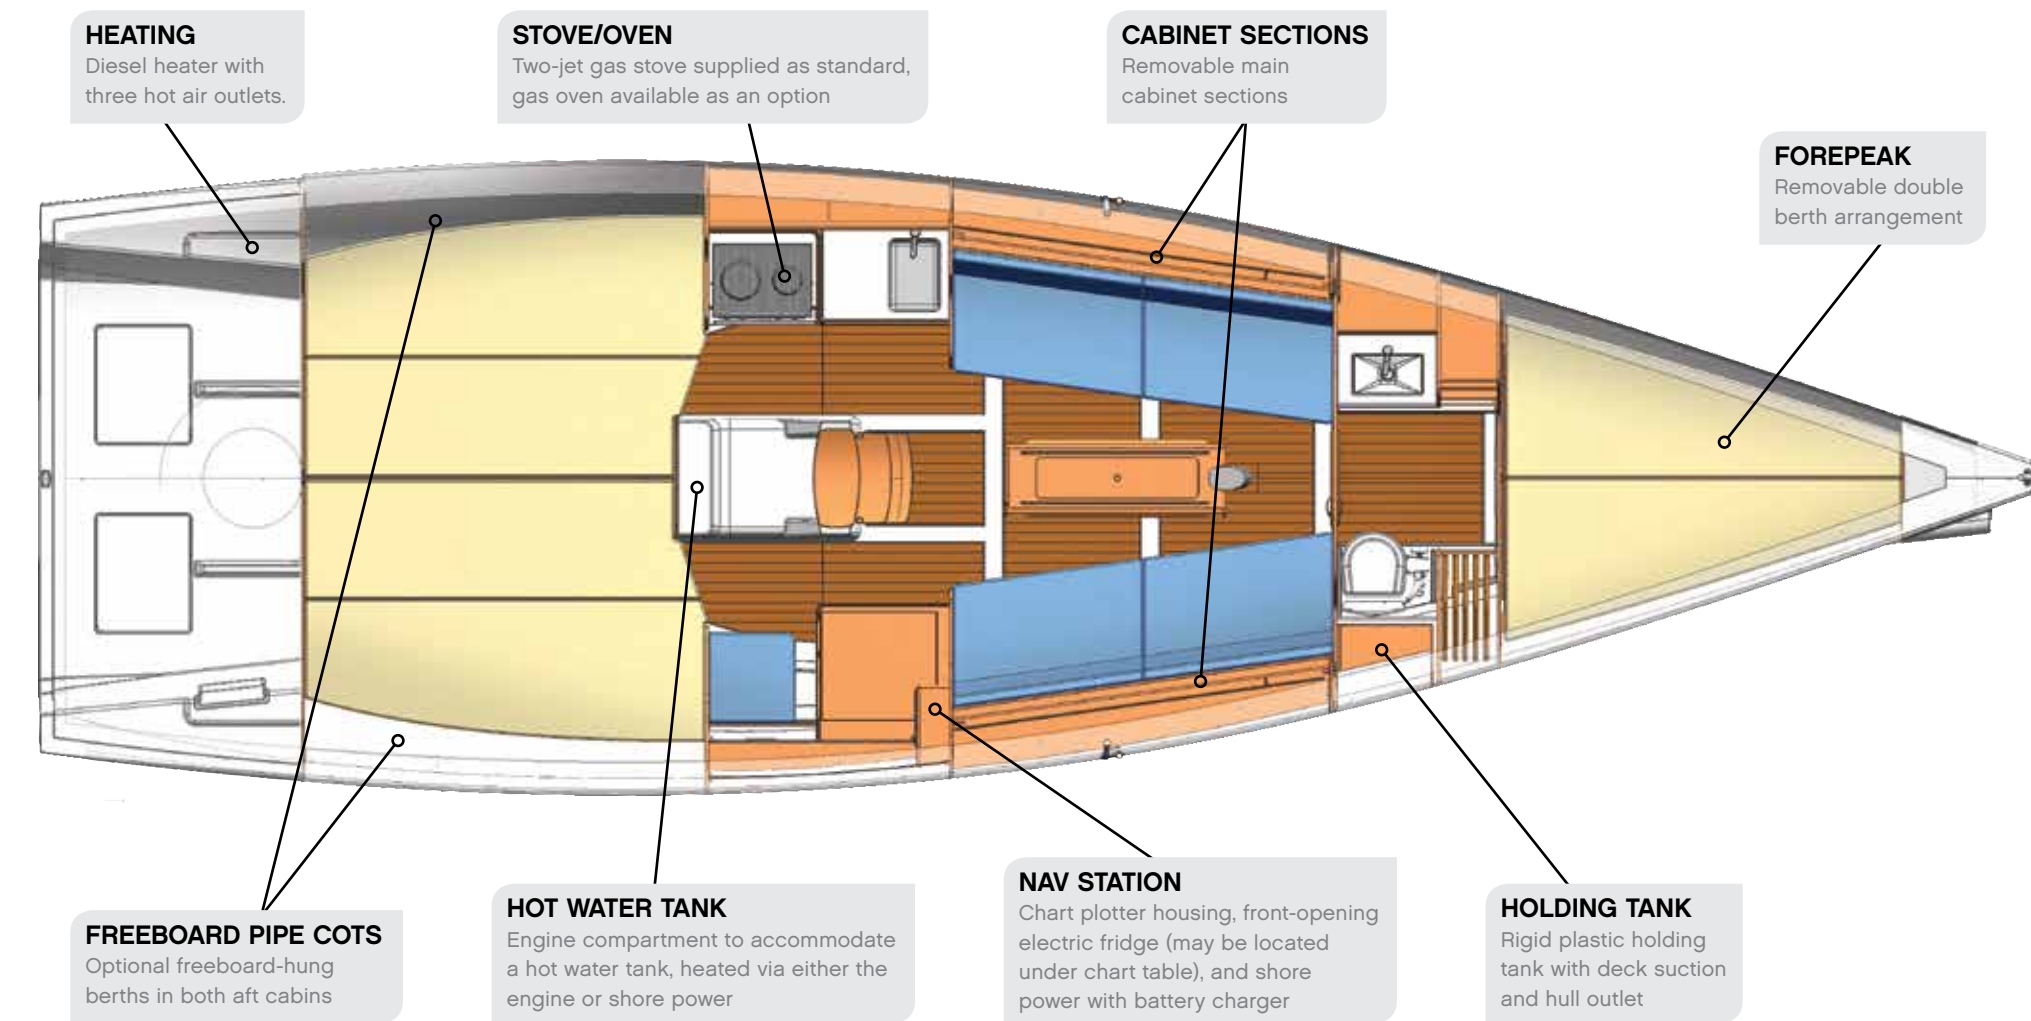 HEATING
Diesel heater with
three hot air outlets.
STOVE/OVEN
Two-jet gas stove supplied as standard,
gas oven available as an option
CABINET SECTIONS
Removable main
cabinet sections
FOREPEAK
Removable double
berth arrangement
FREEBOARD PIPE COTS
Optional freeboard-hung
berths in both aft cabins
HOT WATER TANK
Engine compartment to accommodate
a hot water tank, heated via either the
engine or shore power
NAV STATION
Chart plotter housing, front-opening
electric fridge (may be located
under chart table), and shore
power with battery charger
HOLDING TANK
Rigid plastic holding
tank with deck suction
and hull outlet